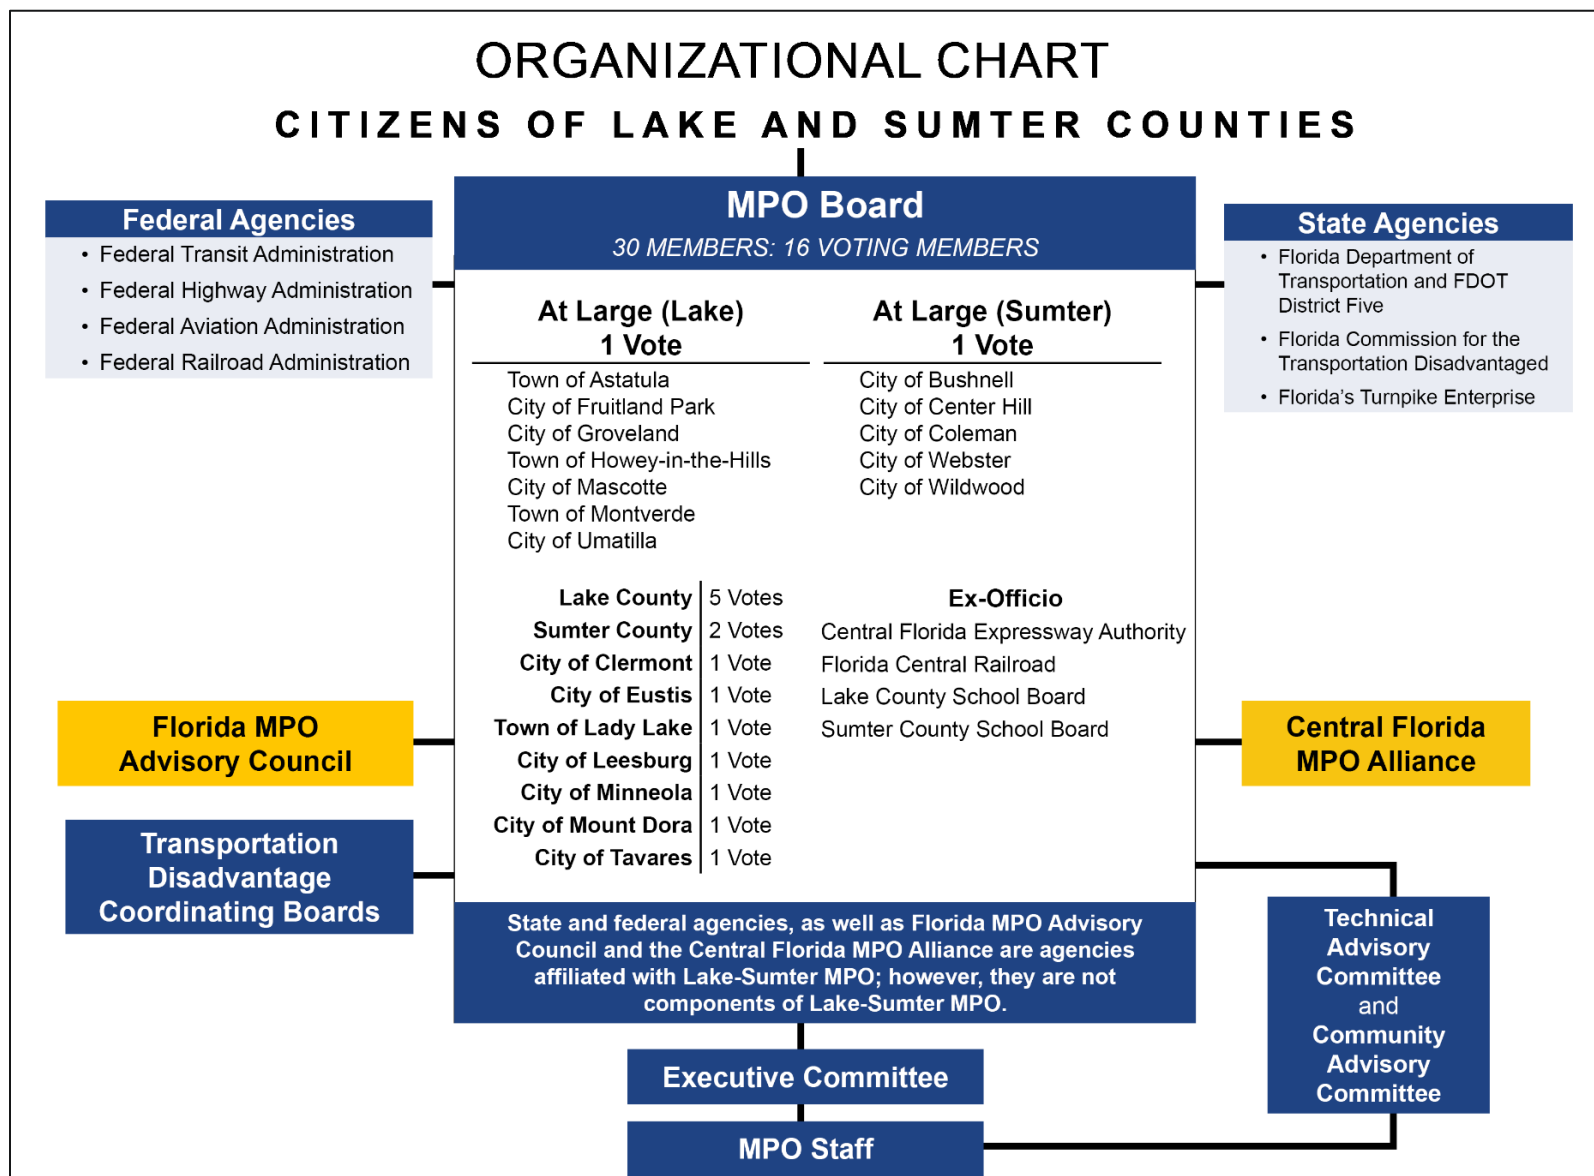 ORGANIZATIONAL CHART
CITIZENS OF LAKE AND SUMTER COUNTIES
Federal Agencies
• Federal Transit Administration
• Federal Highway Administration
• Federal Aviation Administration
• Federal Railroad Administration
MPO Board
30 MEMBERS: 16 VOTING MEMBERS
State Agencies
• Florida Department of
Transportation and FDOT
District Five
• Florida Commission for the
Transportation Disadvantaged
• Florida's Turnpike Enterprise
At Large (Lake)
1 Vote
Town of Astatula
City of Fruitland Park
City of Groveland
Town of Howey-in-the-Hills
City of Mascotte
Town of Montverde
City of Umatilla
At Large (Sumter)
1 Vote
City of Bushnell
City of Center Hill
City of Coleman
City of Webster
City of Wildwood
Lake County 5 Votes
Sumter County 2 Votes
City of Clermont 1 Vote
City of Eustis 1 Vote
Town of Lady Lake 1 Vote
City of Leesburg 1 Vote
City of Minneola 1 Vote
City of Mount Dora 1 Vote
City of Tavares 1 Vote
Ex-Officio
Central Florida Expressway Authority
Florida Central Railroad
Lake County School Board
Sumter County School Board
Florida MPO
Advisory Council
Central Florida
MPO Alliance
Transportation
Disadvantage
Coordinating Boards
State and federal agencies, as well as Florida MPO Advisory
Council and the Central Florida MPO Alliance are agencies
affiliated with Lake-Sumter MPO; however, they are not
components of Lake-Sumter MPO.
Technical
Advisory
Committee
and
Community
Advisory
Committee
Executive Committee
MPO Staff